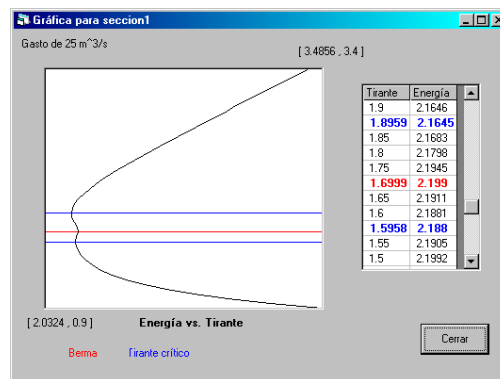 Gráfica para seccion1
Gasto de 25 m^3/s
[ 3.4856 , 3.4 ]
Tirante Energía
1.9 2.1646
1.8959 2.1645
1.85 2.1683
1.8 2.1798
1.75 2.1945
1.6999 2.199
1.65 2.1911
1.6 2.1881
1.5958 2.188
1.55 2.1905
1.5 2.1992
[ 2.0324 , 0.9 ] Energía vs. Tirante
Berma Tirante crítico
Cerrar